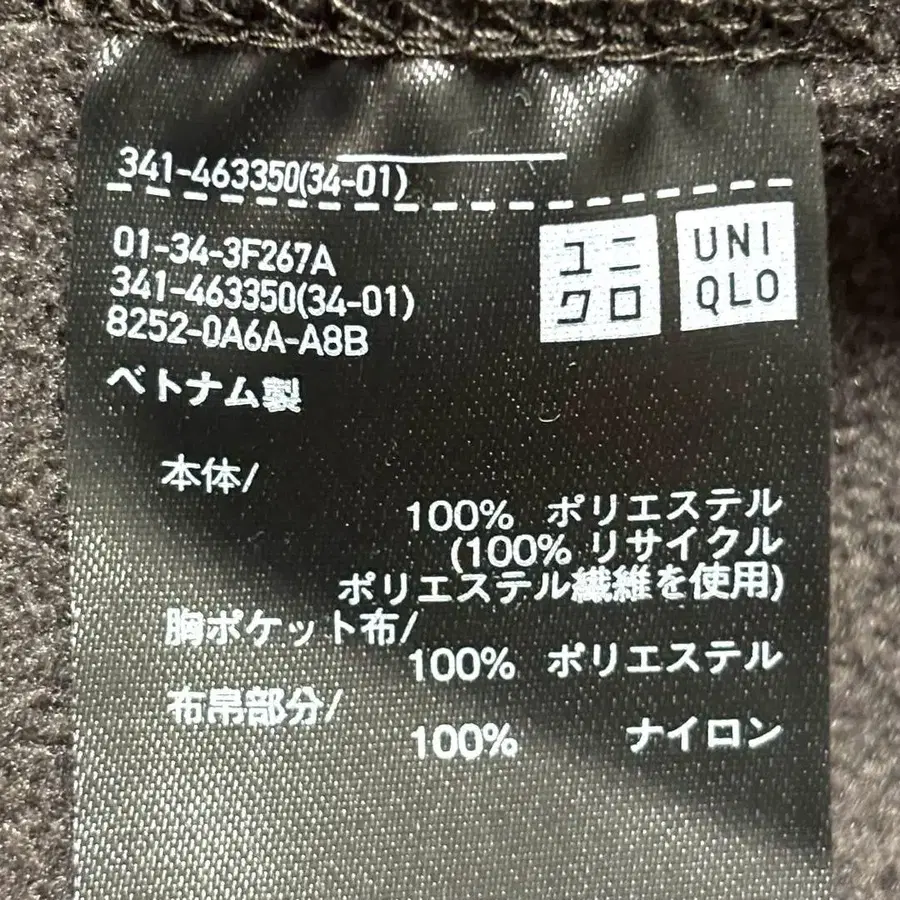 341-463350(34-01)
01-34-3F267A
341-463350(34-01)
8252-0A6A-A8B
ユニ
クロ
UNI
QLO
ベトナム製
本体/
100% ポリエステル
(100% リサイクル
ポリエステル繊維を使用)
胸ポケット布/
100% ポリエステル
布帛部分/
100% ナイロン